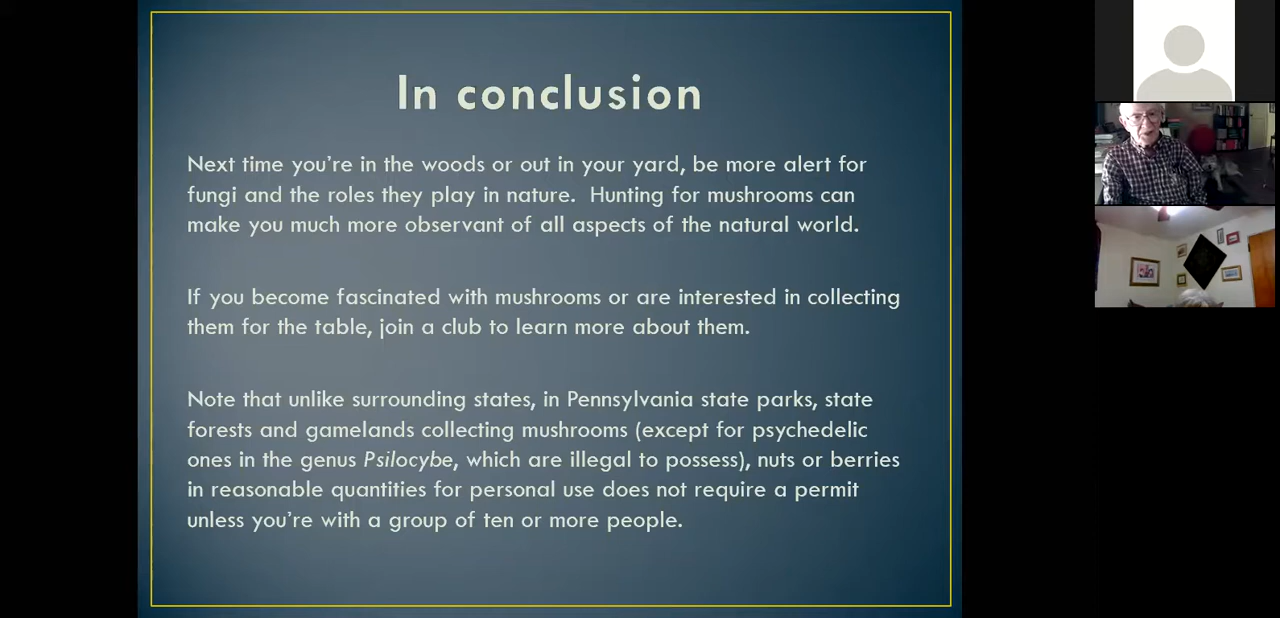 In conclusion
Next time you're in the woods or out in your yard, be more alert for
fungi and the roles they play in nature.  Hunting for mushrooms can
make you much more observant of all aspects of the natural world.
If you become fascinated with mushrooms or are interested in collecting
them for the table, join a club to learn more about them.
Note that unlike surrounding states, in Pennsylvania state parks, state
forests and gamelands collecting mushrooms (except for psychedelic
ones in the genus Psilocybe, which are illegal to possess), nuts or berries
in reasonable quantities for personal use does not require a permit
unless you're with a group of ten or more people.